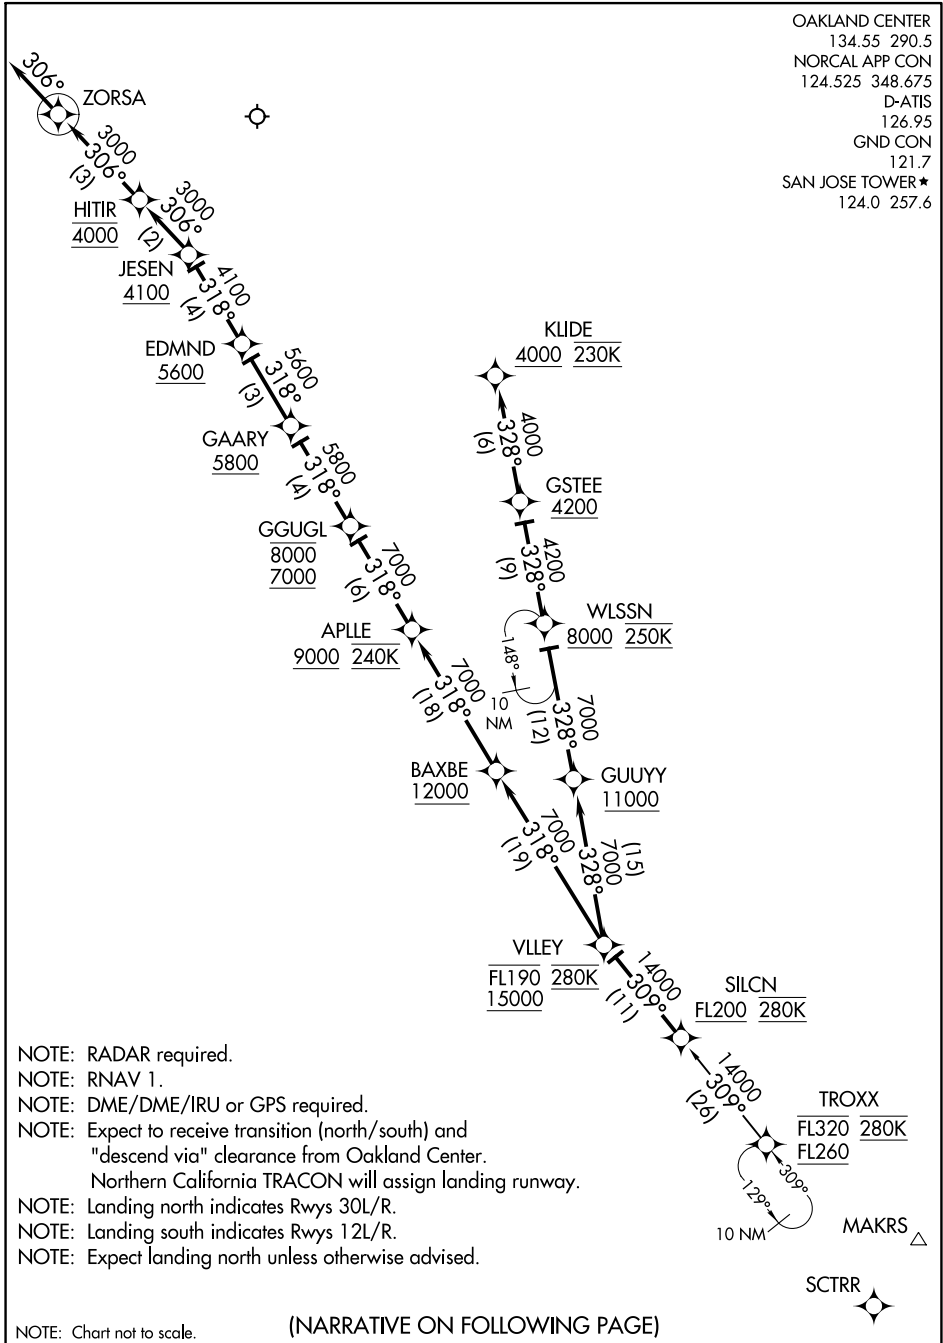 OAKLAND CENTER
134.55 290.5
NORCAL APP CON
124.525 348.675
D-ATIS
126.95
GND CON
121.7
SAN JOSE TOWER★
124.0 257.6
306°
ZORSA
3000
306°
(3)
HITIR
4000
3000
306°
(2)
JESEN
4100
4100
318°
(4)
EDMND
5600
5600
318°
(3)
GAARY
5800
5800
318°
(4)
GGUGL
8000
7000
7000
318°
(6)
APLLE
9000 240K
7000
318°
(18)
BAXBE
12000
7000
318°
(19)
KLIDE
4000 230K
4000
328°
(6)
GSTEE
4200
4200
328°
(9)
WLSSN
8000 250K
148°
10
NM
7000
328°
(12)
GUUYY
11000
(15)
7000
328°
VLLEY
FL190 280K
15000
14000
309°
(11)
SILCN
FL200 280K
14000
309°
(26)
TROXX
FL320 280K
FL260
309°
129°
10 NM
MAKRS
SCTRR
NOTE: RADAR required.
NOTE: RNAV 1.
NOTE: DME/DME/IRU or GPS required.
NOTE: Expect to receive transition (north/south) and
"descend via" clearance from Oakland Center.
Northern California TRACON will assign landing runway.
NOTE: Landing north indicates Rwys 30L/R.
NOTE: Landing south indicates Rwys 12L/R.
NOTE: Expect landing north unless otherwise advised.
NOTE: Chart not to scale.
(NARRATIVE ON FOLLOWING PAGE)